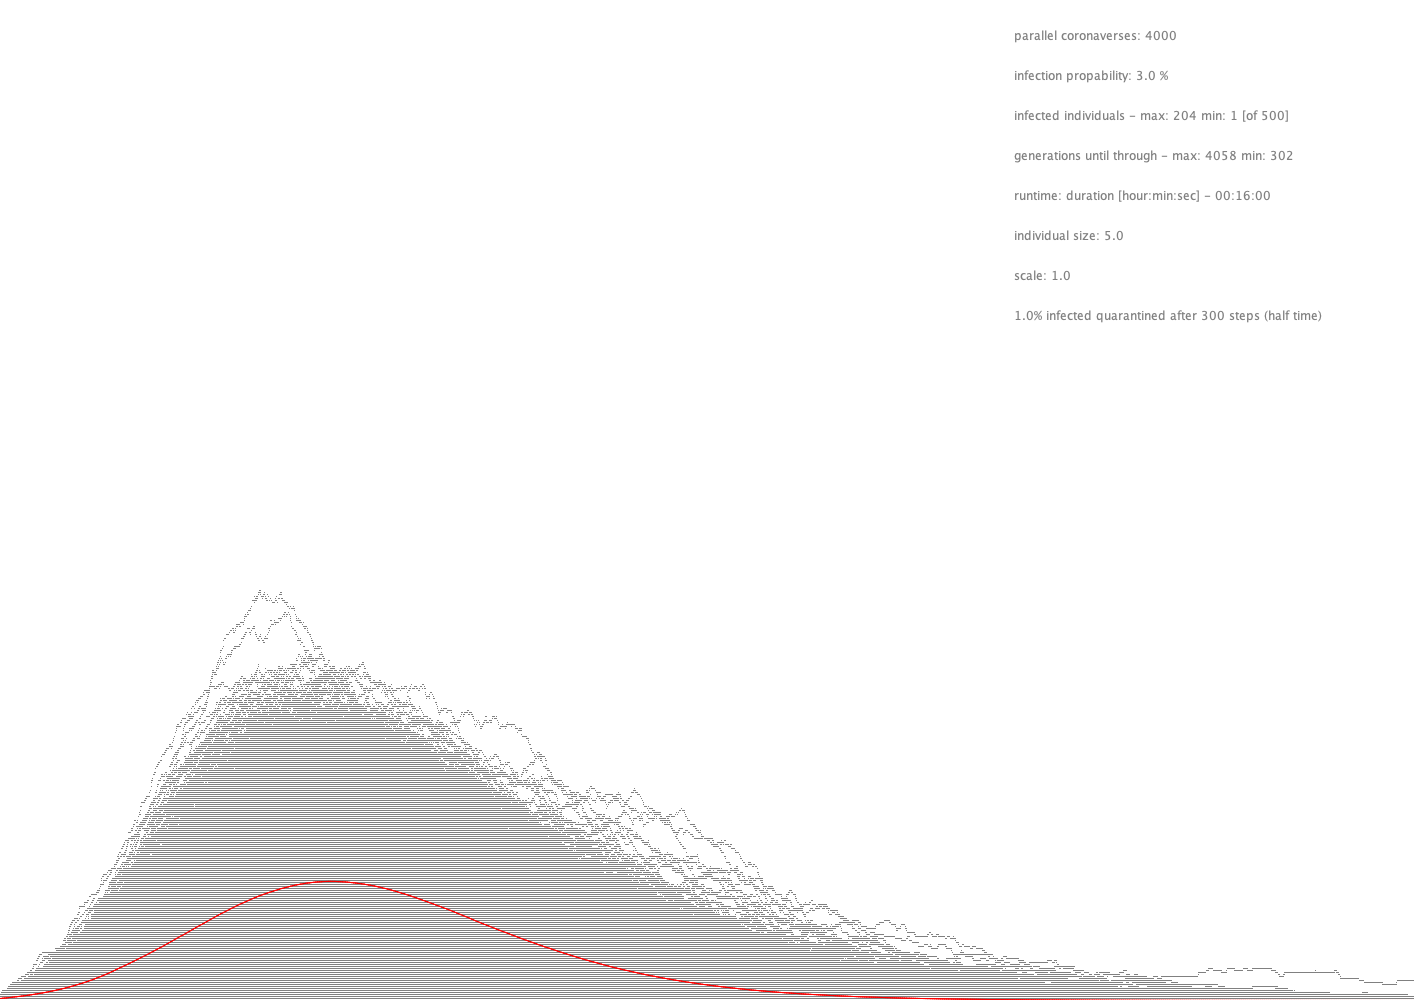 parallel coronaverses: 4000
infection propability: 3.0 %
infected individuals - max: 204 min: 1 [of 500]
generations until through - max: 4058 min: 302
runtime: duration [hour:min:sec] - 00:16:00
individual size: 5.0
scale: 1.0
1.0% infected quarantined after 300 steps (half time)